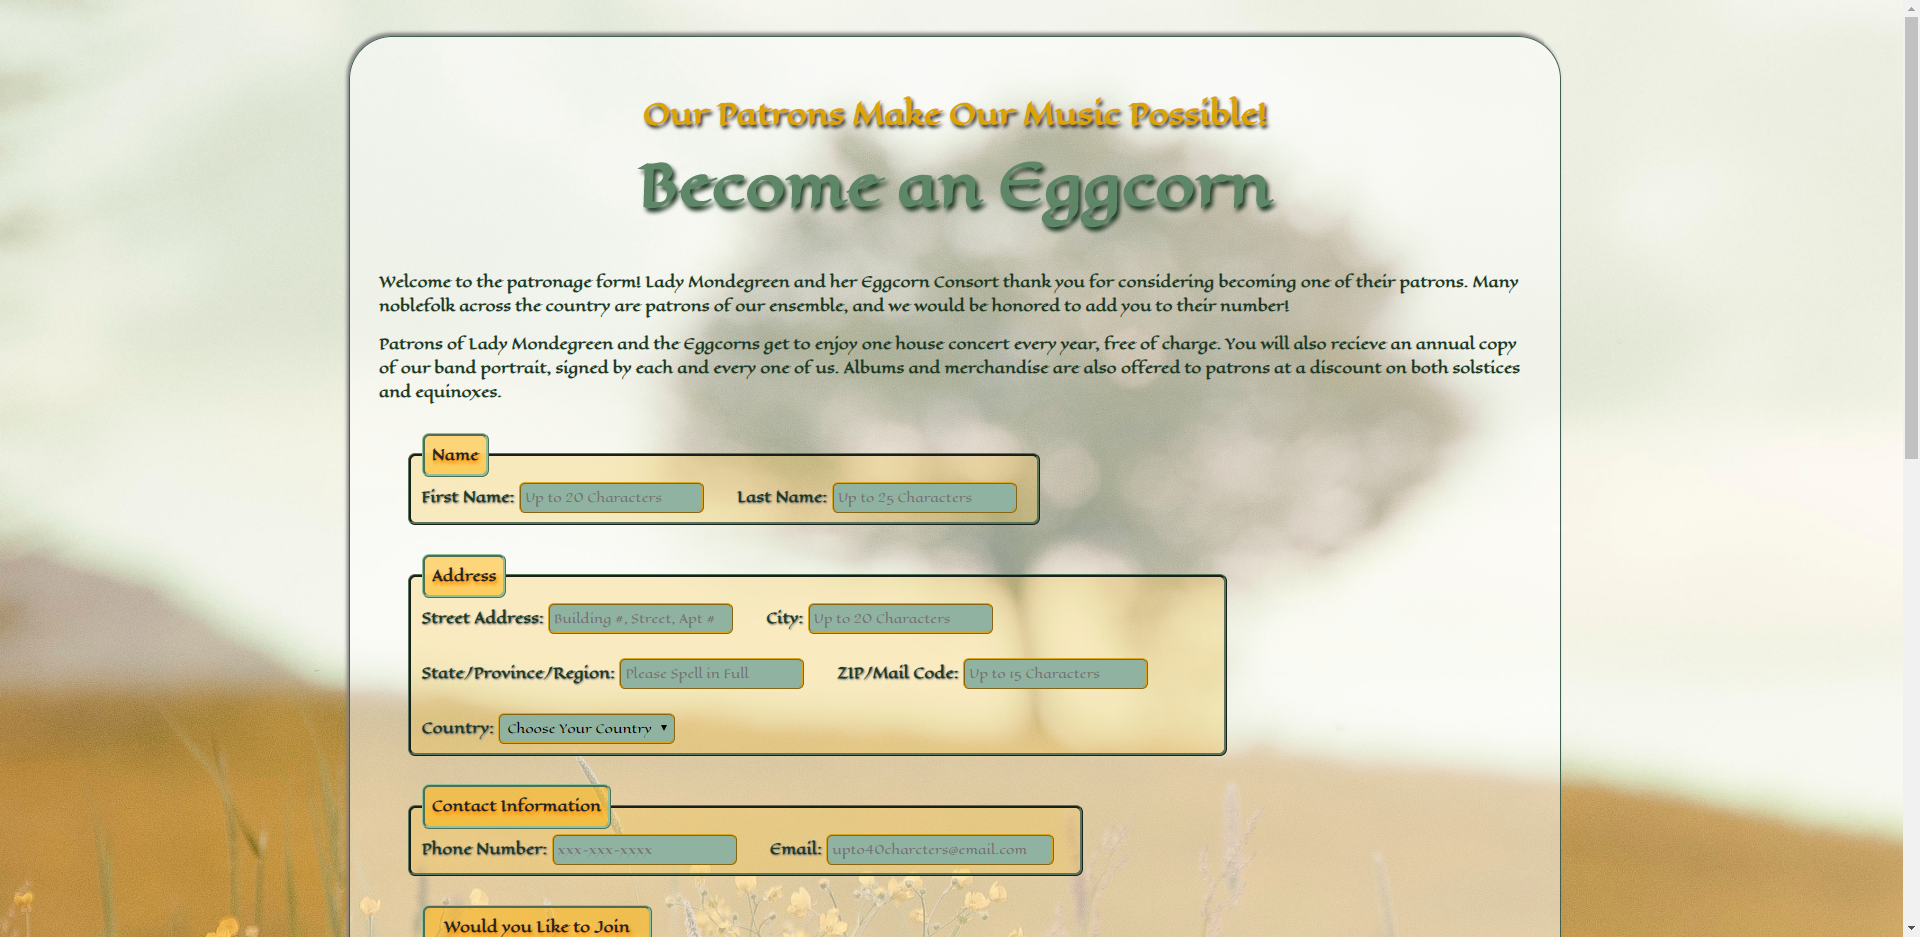 Our Patrons Make Our Music Possible!
Become an Eggcorn
Welcome to the patronage form! Lady Mondegreen and her Eggcorn Consort thank you for considering becoming one of their patrons. Many
noblefolk across the country are patrons of our ensemble, and we would be honored to add you to their number!
Patrons of Lady Mondegreen and the Eggcorns get to enjoy one house concert every year, free of charge. You will also recieve an annual copy
of our band portrait, signed by each and every one of us. Albums and merchandise are also offered to patrons at a discount on both solstices
and equinoxes.
Name
First Name: Up to 20 Characters Last Name: Up to 25 Characters
Address
Street Address: Building #, Street, Apt # City: Up to 20 Characters
State/Province/Region: Please Spell in Full ZIP/Mail Code: Up to 15 Characters
Country: Choose Your Country
Contact Information
Phone Number: xxx-xxx-xxxx Email: upto40charcters@email.com
Would you Like to Join